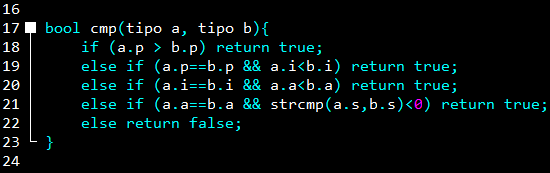 16
17 bool cmp(tipo a, tipo b){
18 if (a.p > b.p) return true;
19 else if (a.p==b.p && a.i<b.i) return true;
20 else if (a.i==b.i && a.a<b.a) return true;
21 else if (a.a==b.a && strcmp(a.s,b.s)<0) return true;
22 else return false;
23 }
24